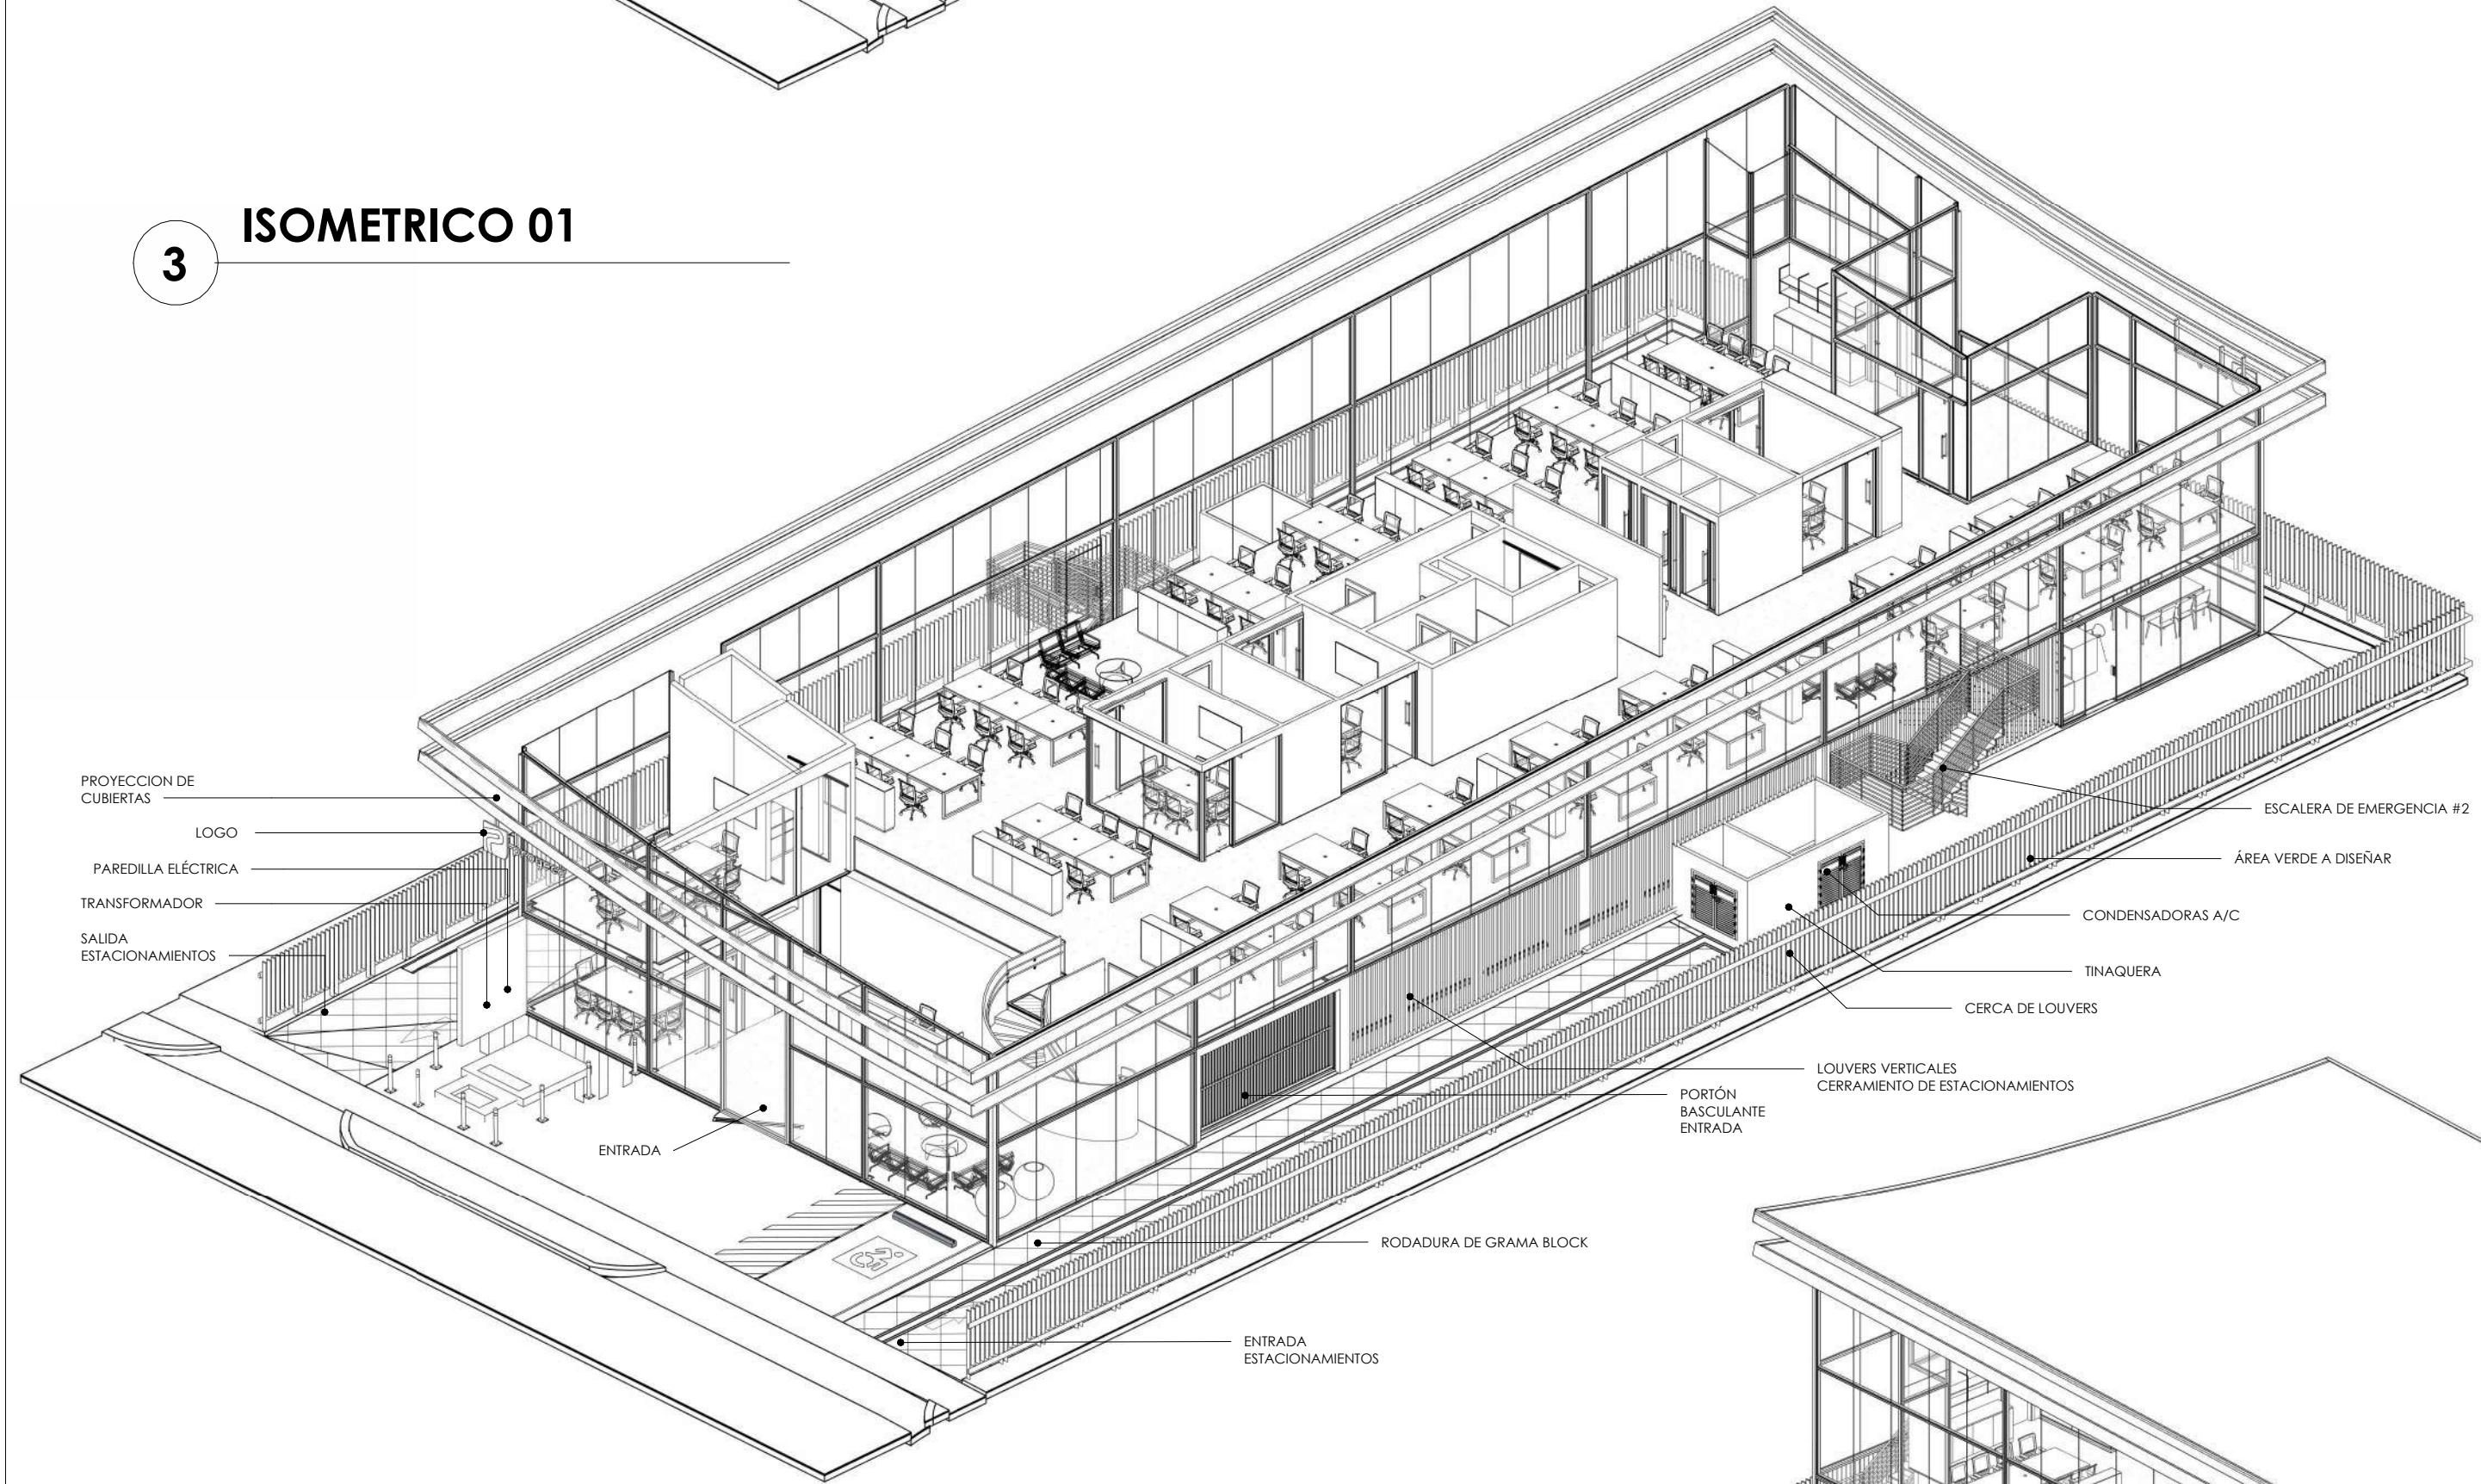 ISOMETRICO 01
3
PROYECCION DE
CUBIERTAS
LOGO
PAREDILLA ELÉCTRICA
TRANSFORMADOR
SALIDA
ESTACIONAMIENTOS
ENTRADA
ESCALERA DE EMERGENCIA #2
ÁREA VERDE A DISEÑAR
CONDENSADORAS A/C
TINAQUERA
CERCA DE LOUVERS
LOUVERS VERTICALES
CERRAMIENTO DE ESTACIONAMIENTOS
PORTÓN
BASCULANTE
ENTRADA
RODADURA DE GRAMA BLOCK
ENTRADA
ESTACIONAMIENTOS